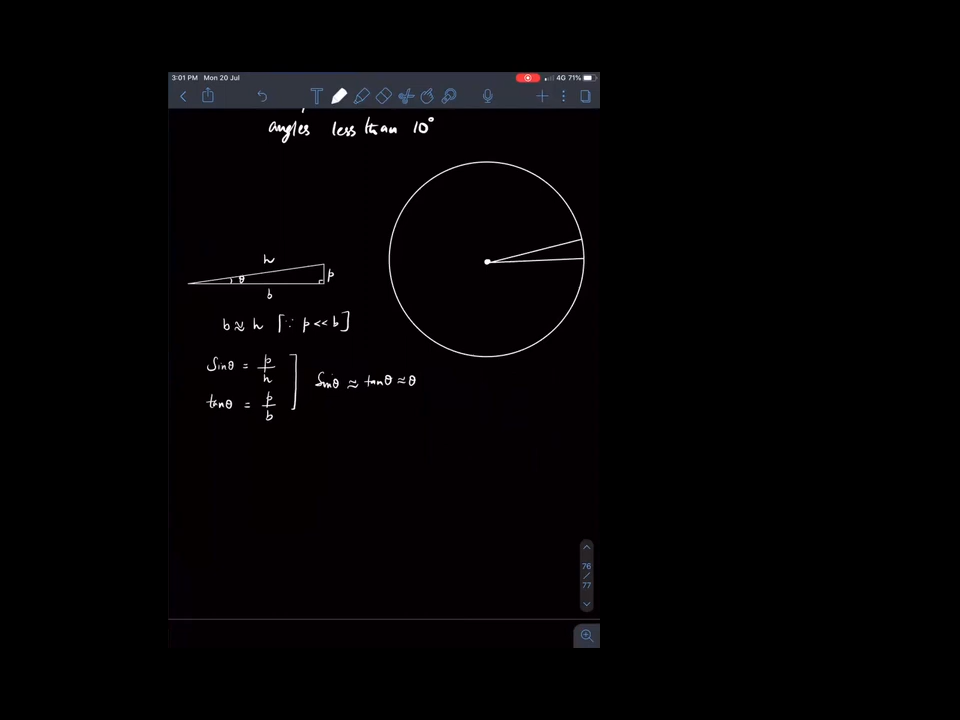 3:01 PM Mon 20 Jul
4G 71%
T
angles less than 10°
h
θ
p
b
b ≈ h [∵ p << b]
Sinθ = p/h
Sinθ ≈ tanθ ≈ θ
tanθ = p/b
76
/
77